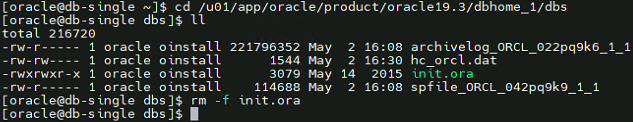 [oracle@db-single ~]$ cd /u01/app/oracle/product/oracle19.3/dbhome_1/dbs
[oracle@db-single dbs]$ ll
total 216720
-rw-r----- 1 oracle oinstall 221796352 May  2 16:08 archivelog_ORCL_022pq9k6_1_1
-rw-rw---- 1 oracle oinstall      1544 May  2 16:30 hc_orcl.dat
-rwxrwxr-x 1 oracle oinstall      3079 May 14  2015 init.ora
-rw-r----- 1 oracle oinstall    114688 May  2 16:08 spfile_ORCL_042pq9k9_1_1
[oracle@db-single dbs]$ rm -f init.ora
[oracle@db-single dbs]$